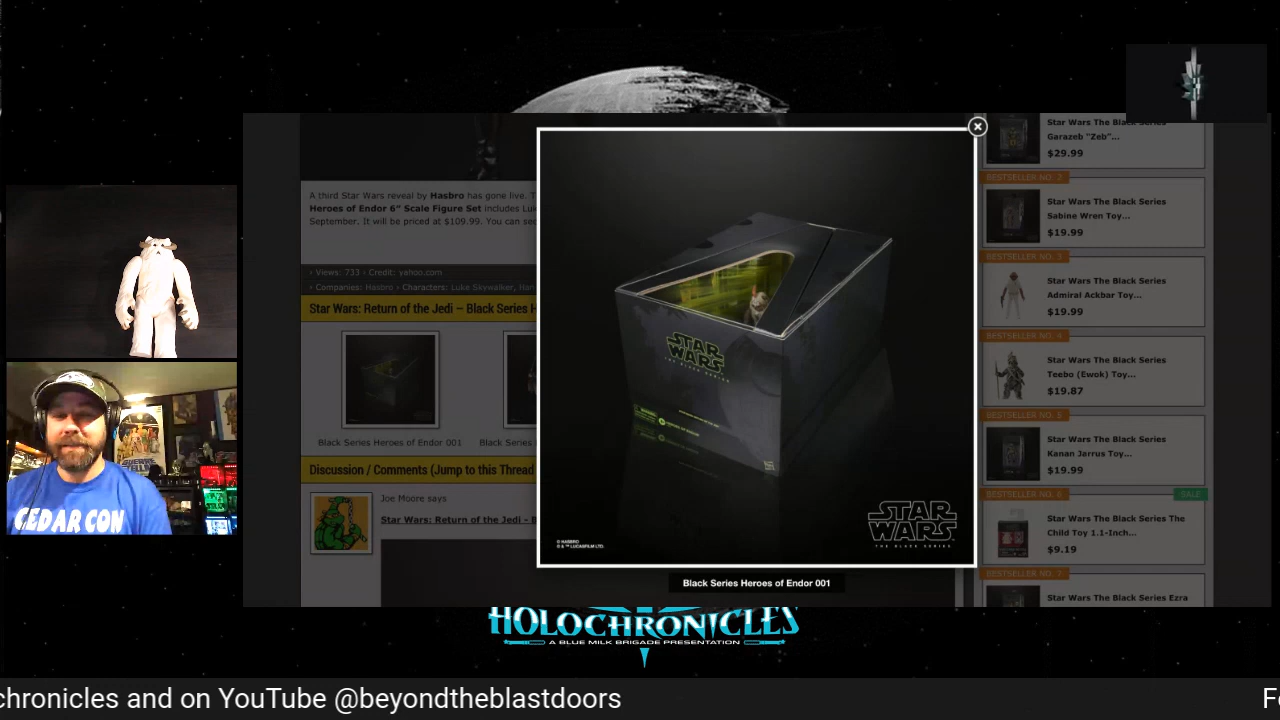 A third Star Wars reveal by Hasbro has gone live. T
Heroes of Endor 6" Scale Figure Set includes Luk
September. It will be priced at $109.99. You can see
› Views: 733 › Credit: yahoo.com
› Companies: Hasbro › Characters: Luke Skywalker, Han
Star Wars: Return of the Jedi – Black Series H
Black Series Heroes of Endor 001
Black Series
Discussion / Comments (Jump to this Thread
Joe Moore says
Star Wars: Return of the Jedi - B
STAR
WARS
THE BLACK SERIES
© HASBRO
© & ™ LUCASFILM LTD.
STAR
WARS
THE BLACK SERIES
Black Series Heroes of Endor 001
Star Wars The Black Series
Garazeb "Zeb"...
$29.99
BESTSELLER NO. 2
Star Wars The Black Series
Sabine Wren Toy...
$19.99
BESTSELLER NO. 3
Star Wars The Black Series
Admiral Ackbar Toy...
$19.99
BESTSELLER NO. 4
Star Wars The Black Series
Teebo (Ewok) Toy...
$19.87
BESTSELLER NO. 5
Star Wars The Black Series
Kanan Jarrus Toy...
$19.99
BESTSELLER NO. 6
SALE
Star Wars The Black Series The
Child Toy 1.1-Inch...
$9.19
BESTSELLER NO. 7
Star Wars The Black Series Ezra
CEDAR CON
HOLOCHRONICLES
A BLUE MILK BRIGADE PRESENTATION
chronicles and on YouTube @beyondtheblastdoors
Fo